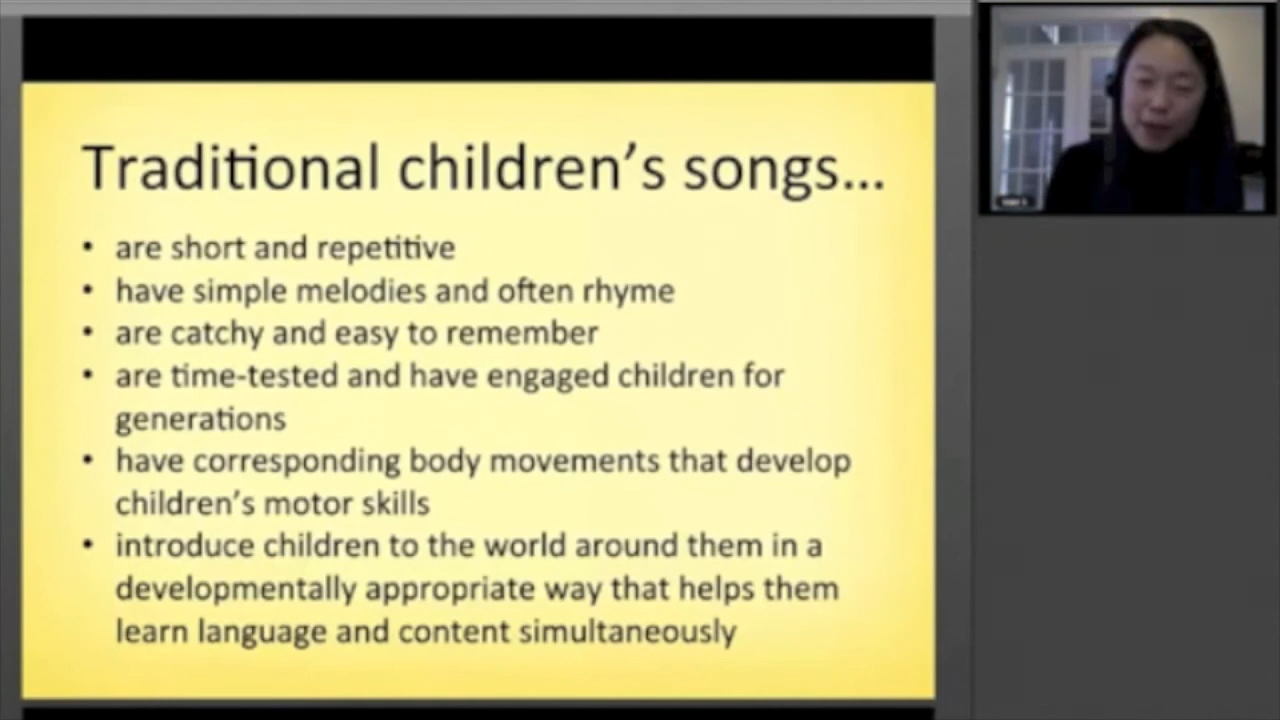 Traditional children’s songs...
• are short and repetitive
• have simple melodies and often rhyme
• are catchy and easy to remember
• are time-tested and have engaged children for
generations
• have corresponding body movements that develop
children’s motor skills
• introduce children to the world around them in a
developmentally appropriate way that helps them
learn language and content simultaneously